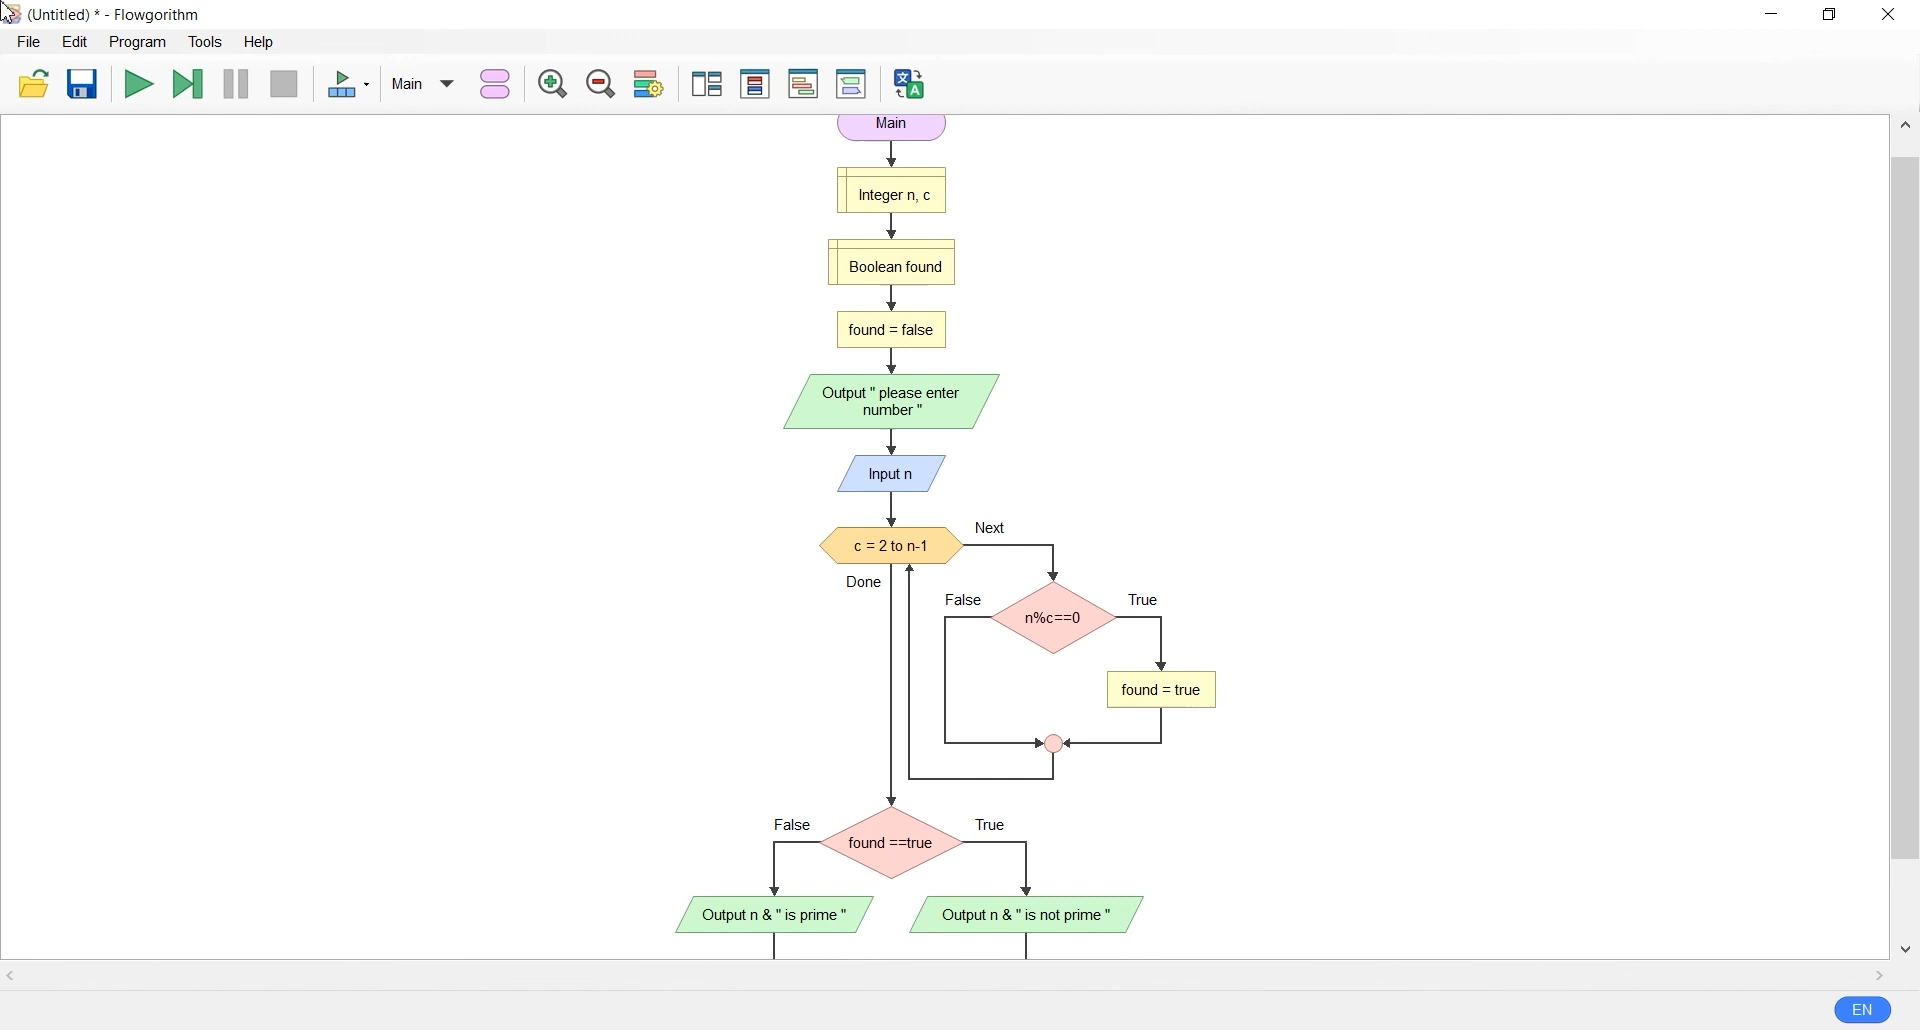 (Untitled) * - Flowgorithm
File Edit Program Tools Help
Main
Main
Integer n, c
Boolean found
found = false
Output " please enter
number "
Input n
Next
c = 2 to n-1
Done
False
True
n%c==0
found = true
False
True
found ==true
Output n & " is prime "
Output n & " is not prime "
EN